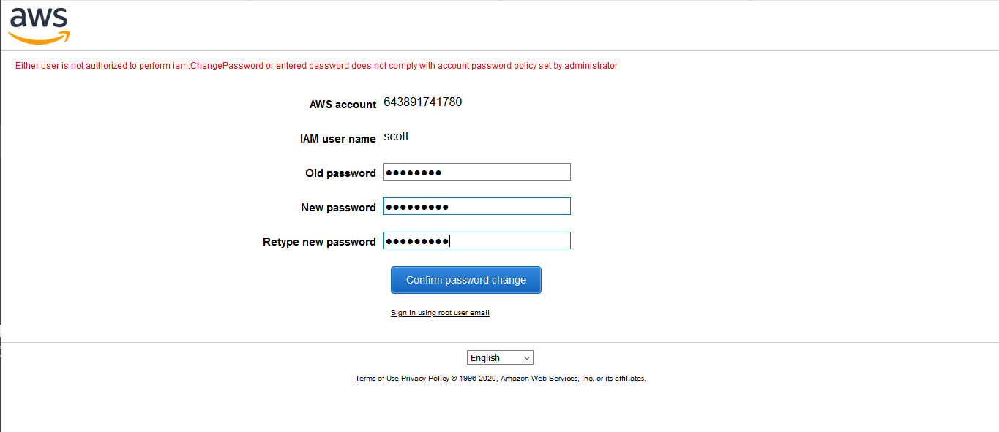 aws
Either user is not authorized to perform iam:ChangePassword or entered password does not comply with account password policy set by administrator
AWS account 643891741780
IAM user name scott
Old password ●●●●●●●●
New password ●●●●●●●●●
Retype new password ●●●●●●●●●
Confirm password change
Sign in using root user email
English
Terms of Use Privacy Policy © 1996-2020, Amazon Web Services, Inc. or its affiliates.